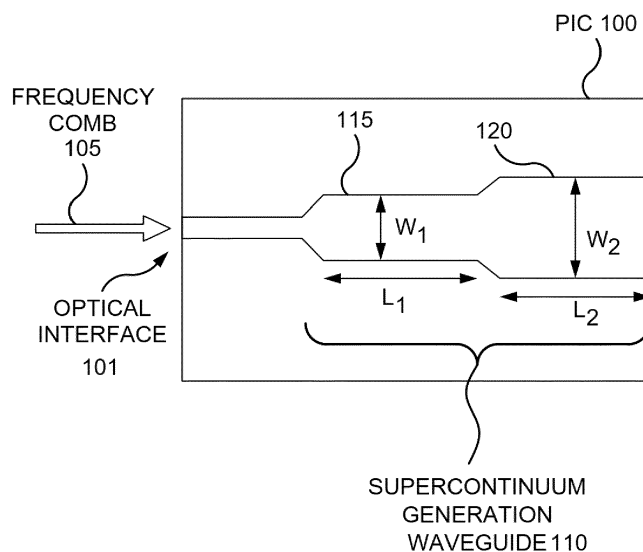 PIC 100
FREQUENCY
COMB
105
115
120
W1
W2
L1
L2
OPTICAL
INTERFACE
101
SUPERCONTINUUM
GENERATION
WAVEGUIDE 110